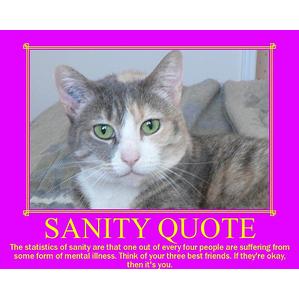 SANITY QUOTE
The statistics of sanity are that one out of every four people are suffering from
some form of mental illness. Think of your three best friends. If they're okay,
then it's you.